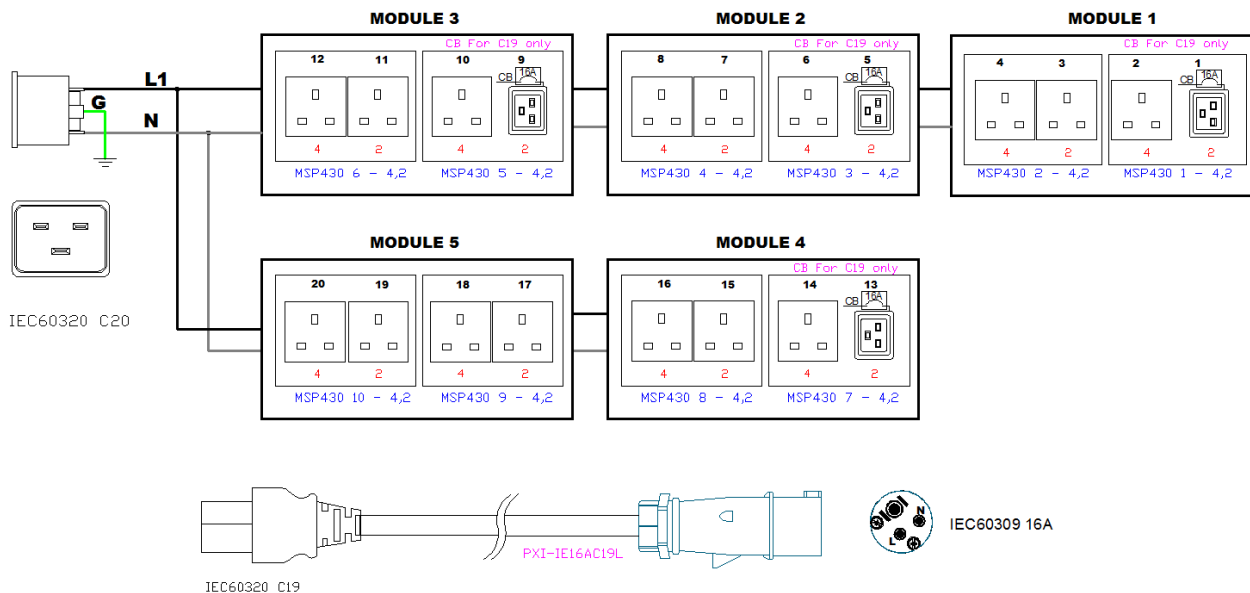 MODULE 3 MODULE 2 MODULE 1
CB For C19 only CB For C19 only CB For C19 only
12 11 10 9 8 7 6 5 4 3 2 1
CB 16A CB 16A CB 16A
L1
G
N
4 2 4 2 4 2 4 2 4 2 4 2
MSP430 6 - 4,2 MSP430 5 - 4,2 MSP430 4 - 4,2 MSP430 3 - 4,2 MSP430 2 - 4,2 MSP430 1 - 4,2
MODULE 5 MODULE 4
CB For C19 only
20 19 18 17 16 15 14 13
CB 16A
IEC60320 C20
4 2 4 2 4 2 4 2
MSP430 10 - 4,2 MSP430 9 - 4,2 MSP430 8 - 4,2 MSP430 7 - 4,2
N
L
IEC60309 16A
PXI-IE16AC19L
IEC60320 C19